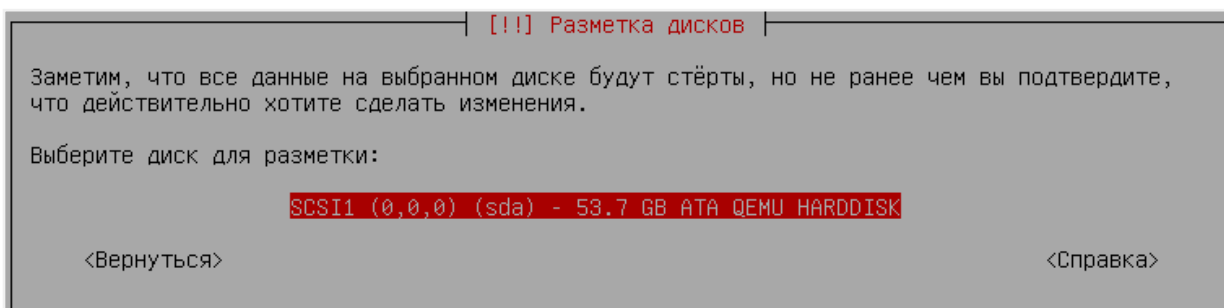 [!!] Разметка дисков
Заметим, что все данные на выбранном диске будут стёрты, но не ранее чем вы подтвердите,
что действительно хотите сделать изменения.
Выберите диск для разметки:
SCSI1 (0,0,0) (sda) - 53.7 GB ATA QEMU HARDDISK
<Вернуться> <Справка>